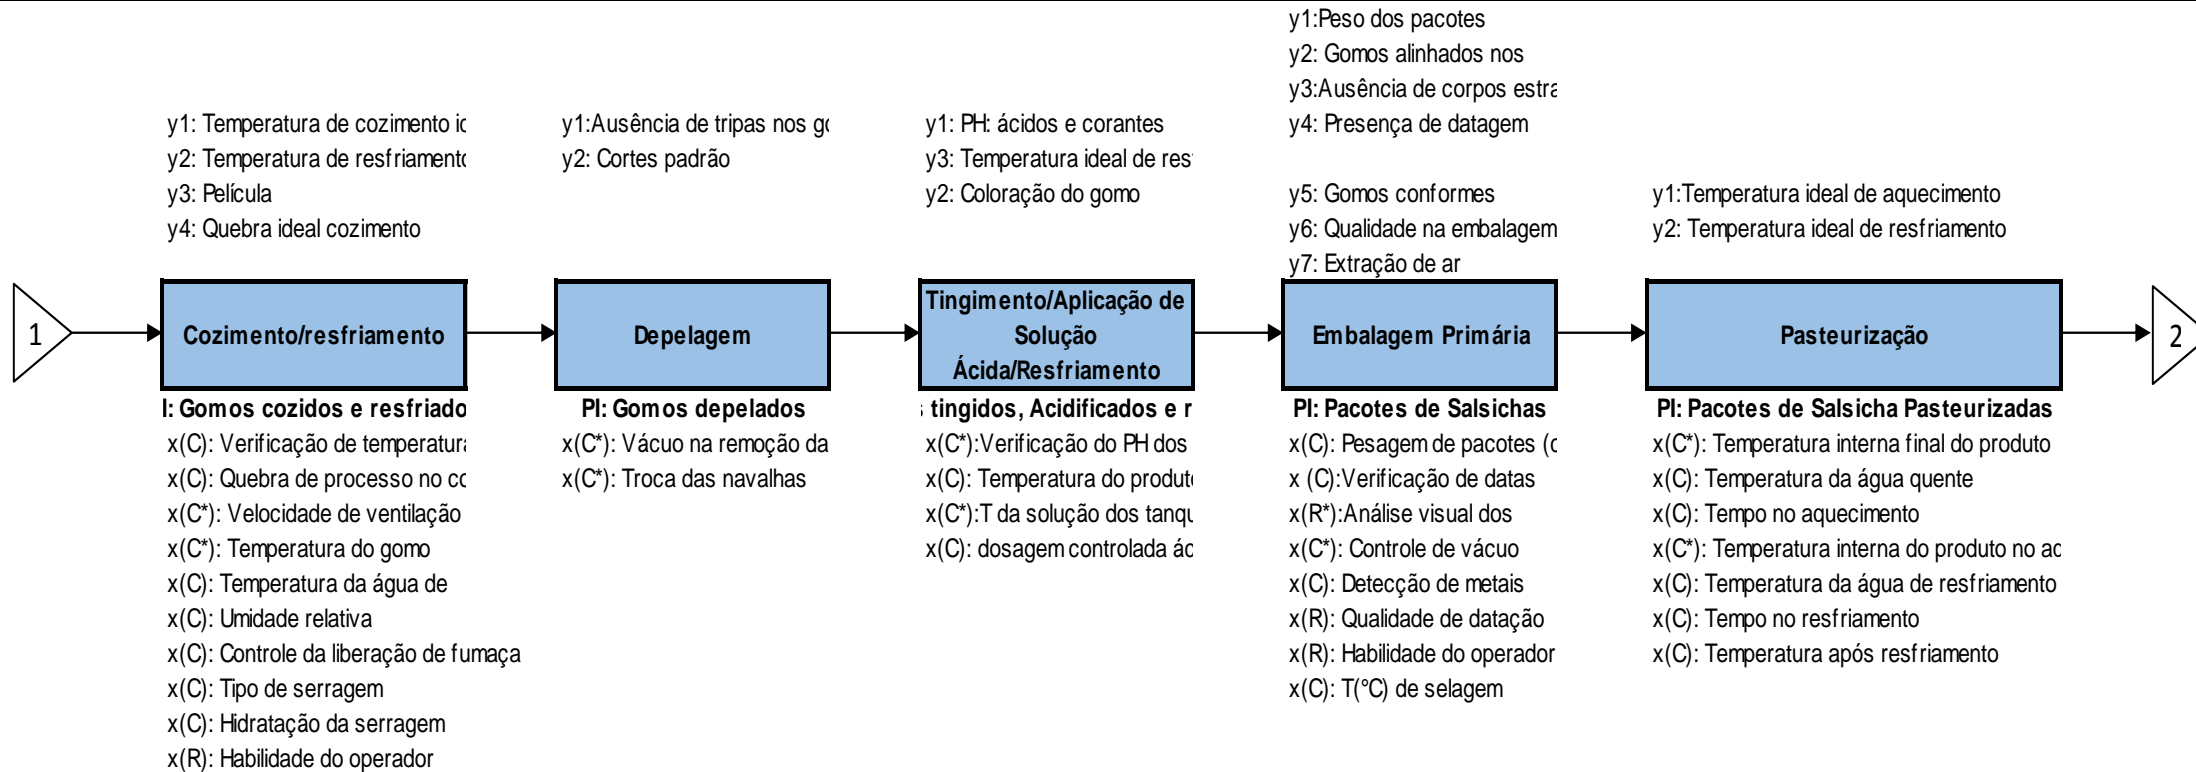 y1: Temperatura de cozimento
y2: Temperatura de resfriamento
y3: Película
y4: Quebra ideal cozimento
y1:Ausência de tripas nos
y2: Cortes padrão
y1: PH: ácidos e corantes
y3: Temperatura ideal de
y2: Coloração do gomo
y1:Peso dos pacotes
y2: Gomos alinhados nos
y3:Ausência de corpos
y4: Presença de datagem
y5: Gomos conformes
y6: Qualidade na embalagem
y7: Extração de ar
y1:Temperatura ideal de aquecimento
y2: Temperatura ideal de resfriamento
1
Cozimento/resfriamento
Depelagem
Tingimento/Aplicação de
Solução
Ácida/Resfriamento
Embalagem Primária
Pasteurização
2
I: Gomos cozidos e resfriado
x(C): Verificação de temperatura
x(C): Quebra de processo no
x(C*): Velocidade de ventilação
x(C*): Temperatura do gomo
x(C): Temperatura da água de
x(C): Umidade relativa
x(C): Controle da liberação de fumaça
x(C): Tipo de serragem
x(C): Hidratação da serragem
x(R): Habilidade do operador
PI: Gomos depelados
x(C*): Vácuo na remoção da
x(C*): Troca das navalhas
tingidos, Acidificados e
x(C*):Verificação do PH dos
x(C): Temperatura do produto
x(C*):T da solução dos
x(C): dosagem controlada
PI: Pacotes de Salsichas
x(C): Pesagem de pacotes
x (C):Verificação de datas
x(R*):Análise visual dos
x(C*): Controle de vácuo
x(C): Detecção de metais
x(R): Qualidade de datação
x(R): Habilidade do operador
x(C): T(°C) de selagem
PI: Pacotes de Salsicha Pasteurizadas
x(C*): Temperatura interna final do produto
x(C): Temperatura da água quente
x(C): Tempo no aquecimento
x(C*): Temperatura interna do produto no
x(C): Temperatura da água de resfriamento
x(C): Tempo no resfriamento
x(C): Temperatura após resfriamento